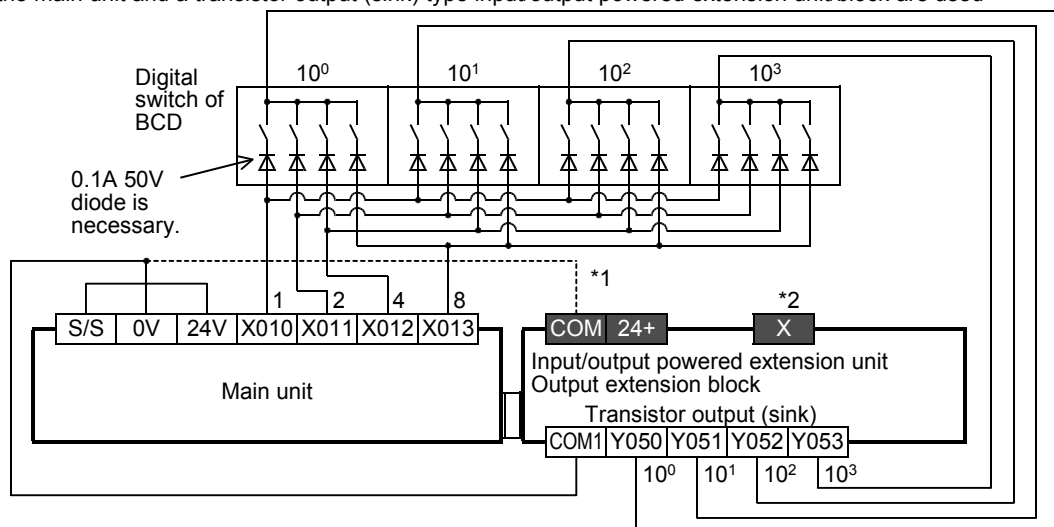 the main unit and a transistor output (sink) type input/output powered extension unit/block are used
Digital switch of BCD
10⁰ 10¹ 10² 10³
0.1A 50V diode is necessary.
*1
*2
1 2 4 8
S/S 0V 24V X010 X011 X012 X013
COM 24+ X
Main unit
Input/output powered extension unit
Output extension block
Transistor output (sink)
COM1 Y050 Y051 Y052 Y053
10⁰ 10¹ 10² 10³